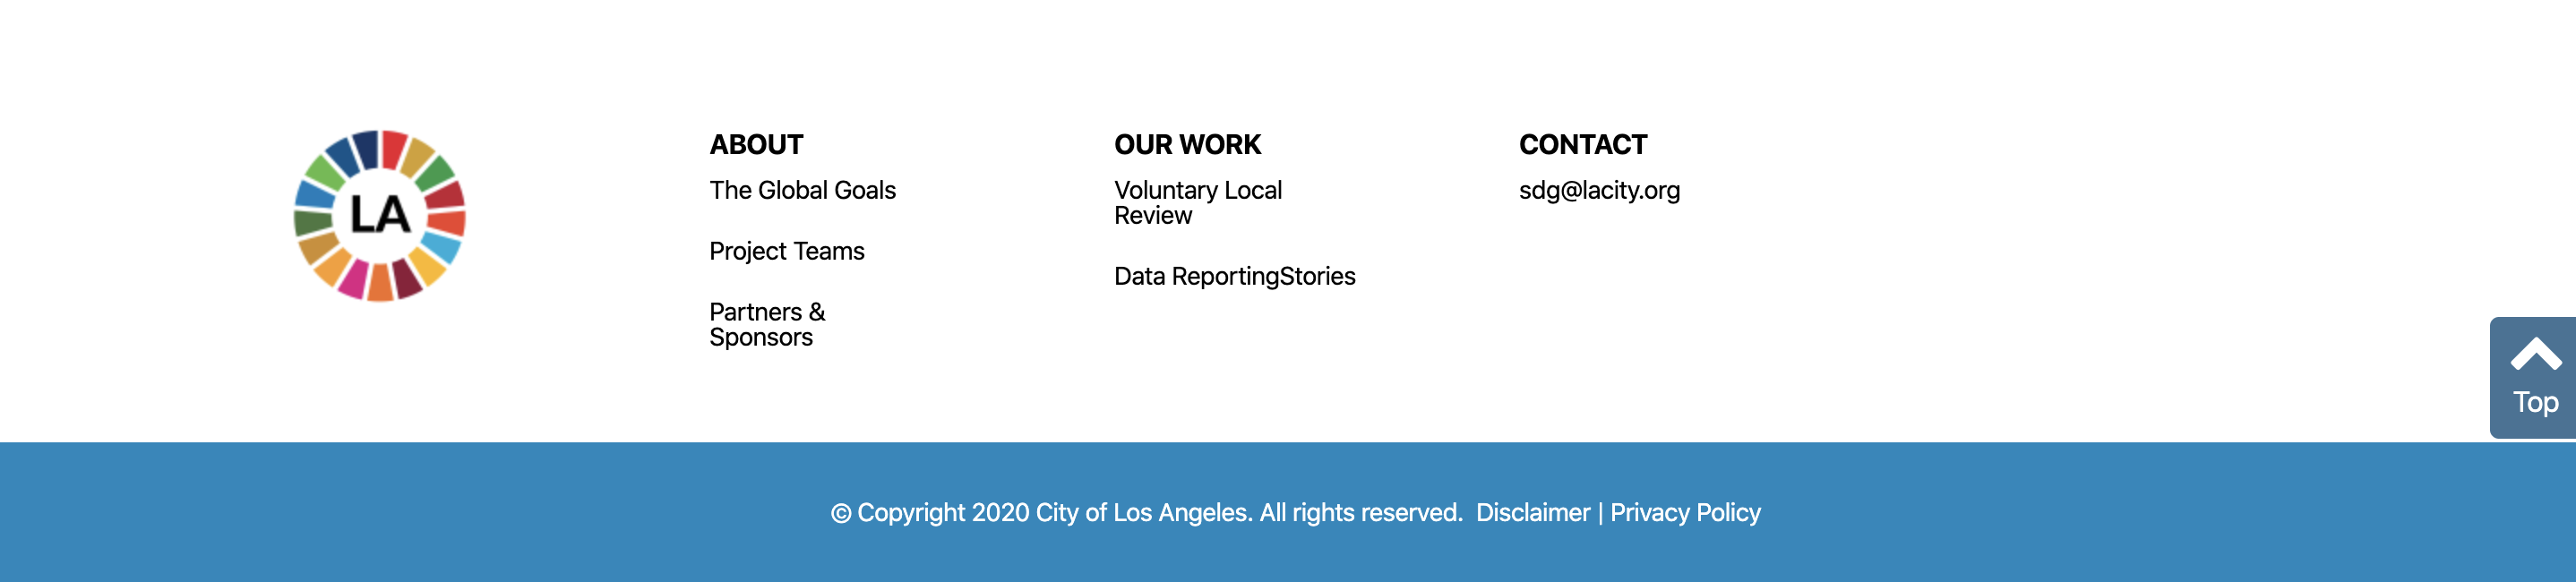 LA
ABOUT
The Global Goals
Project Teams
Partners &
Sponsors
OUR WORK
Voluntary Local
Review
Data ReportingStories
CONTACT
sdg@lacity.org
Top
© Copyright 2020 City of Los Angeles. All rights reserved. Disclaimer | Privacy Policy